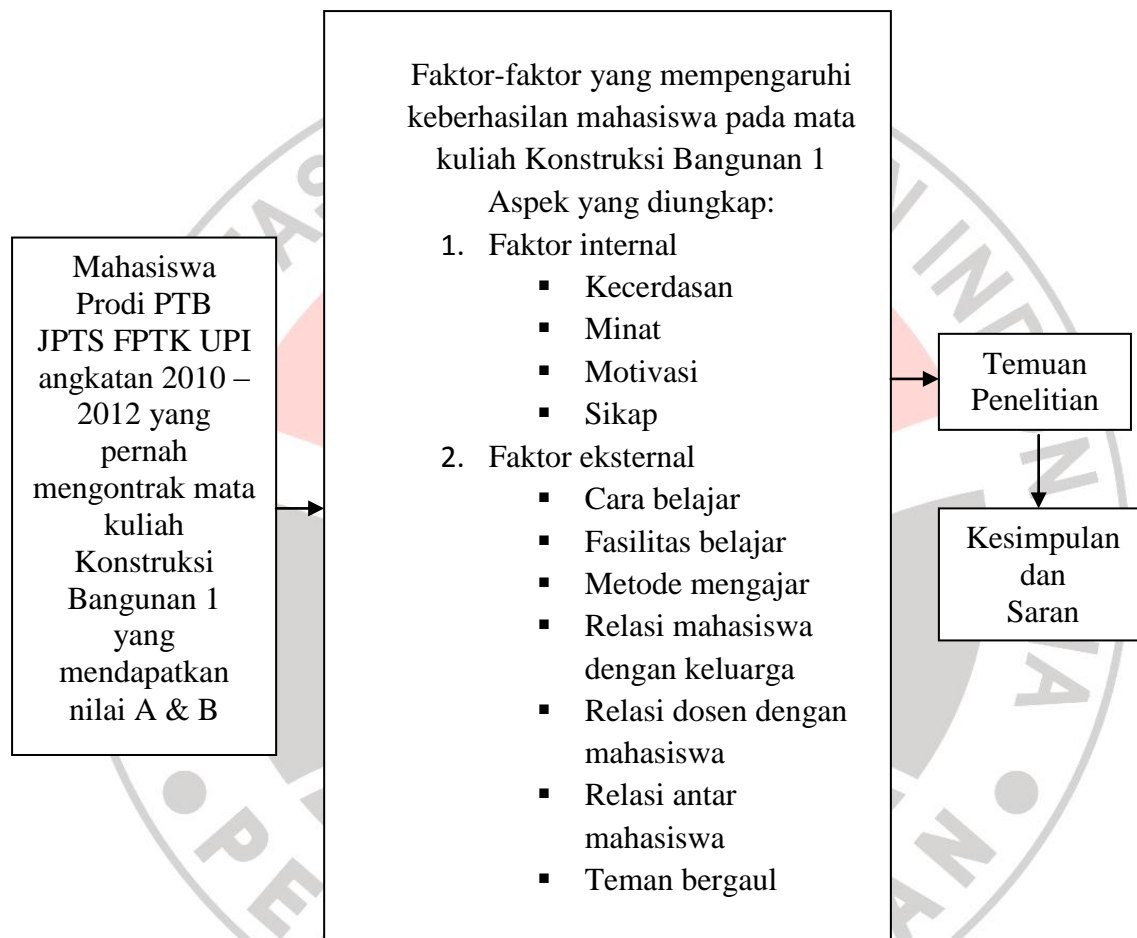 Faktor-faktor yang mempengaruhi
keberhasilan mahasiswa pada mata
kuliah Konstruksi Bangunan 1
Aspek yang diungkap:
1. Faktor internal
▪ Kecerdasan
▪ Minat
▪ Motivasi
▪ Sikap
2. Faktor eksternal
▪ Cara belajar
▪ Fasilitas belajar
▪ Metode mengajar
▪ Relasi mahasiswa
dengan keluarga
▪ Relasi dosen dengan
mahasiswa
▪ Relasi antar
mahasiswa
▪ Teman bergaul
Mahasiswa
Prodi PTB
JPTS FPTK UPI
angkatan 2010 –
2012 yang
pernah
mengontrak mata
kuliah
Konstruksi
Bangunan 1
yang
mendapatkan
nilai A & B
Temuan
Penelitian
Kesimpulan
dan
Saran